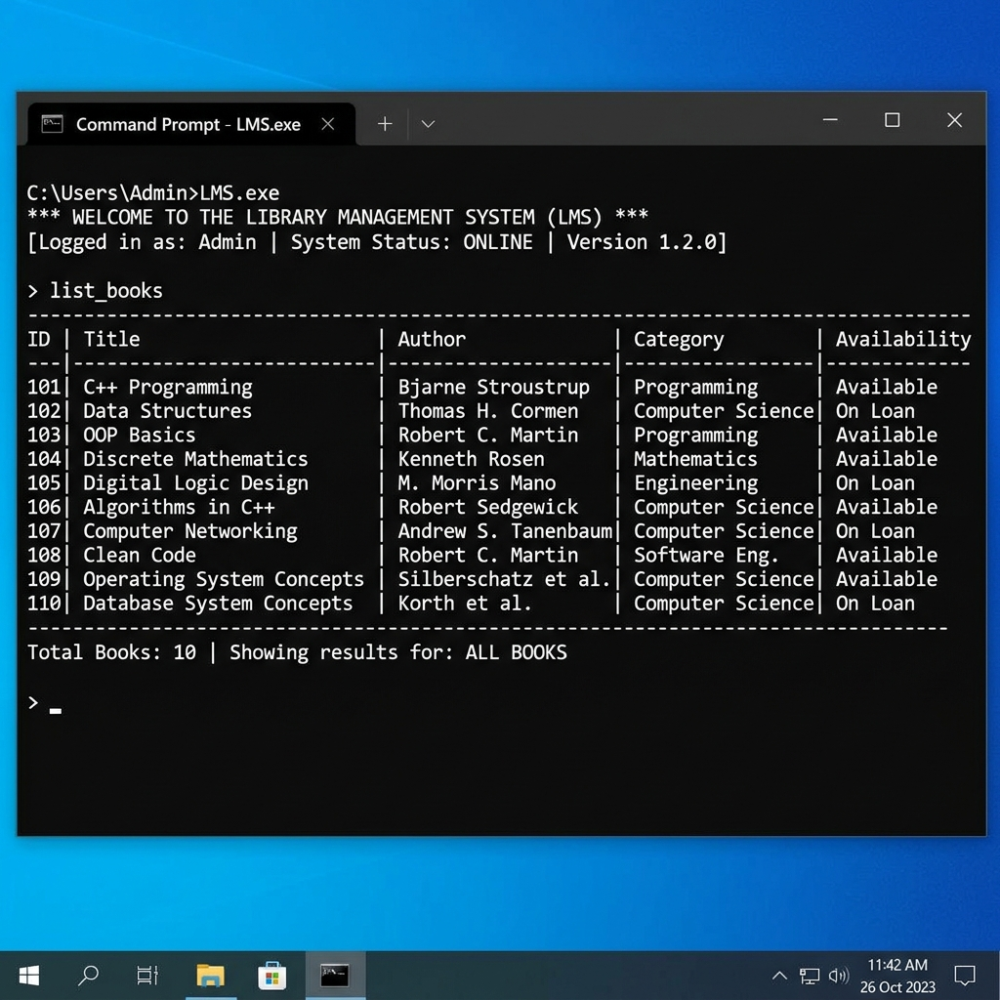 Command Prompt - LMS.exe
C:\Users\Admin>LMS.exe
*** WELCOME TO THE LIBRARY MANAGEMENT SYSTEM (LMS) ***
[Logged in as: Admin | System Status: ONLINE | Version 1.2.0]
> list_books
-----------------------------------------------------------------------------------
ID | Title | Author | Category | Availability
---|---------------------------|--------------------|-----------------|-------------
101| C++ Programming | Bjarne Stroustrup | Programming | Available
102| Data Structures | Thomas H. Cormen | Computer Science| On Loan
103| OOP Basics | Robert C. Martin | Programming | Available
104| Discrete Mathematics | Kenneth Rosen | Mathematics | Available
105| Digital Logic Design | M. Morris Mano | Engineering | On Loan
106| Algorithms in C++ | Robert Sedgewick | Computer Science| Available
107| Computer Networking | Andrew S. Tanenbaum| Computer Science| On Loan
108| Clean Code | Robert C. Martin | Software Eng. | Available
109| Operating System Concepts | Silberschatz et al.| Computer Science| Available
110| Database System Concepts | Korth et al. | Computer Science| On Loan
---------------------------------------------------------------------------------
Total Books: 10 | Showing results for: ALL BOOKS
> _
11:42 AM
26 Oct 2023